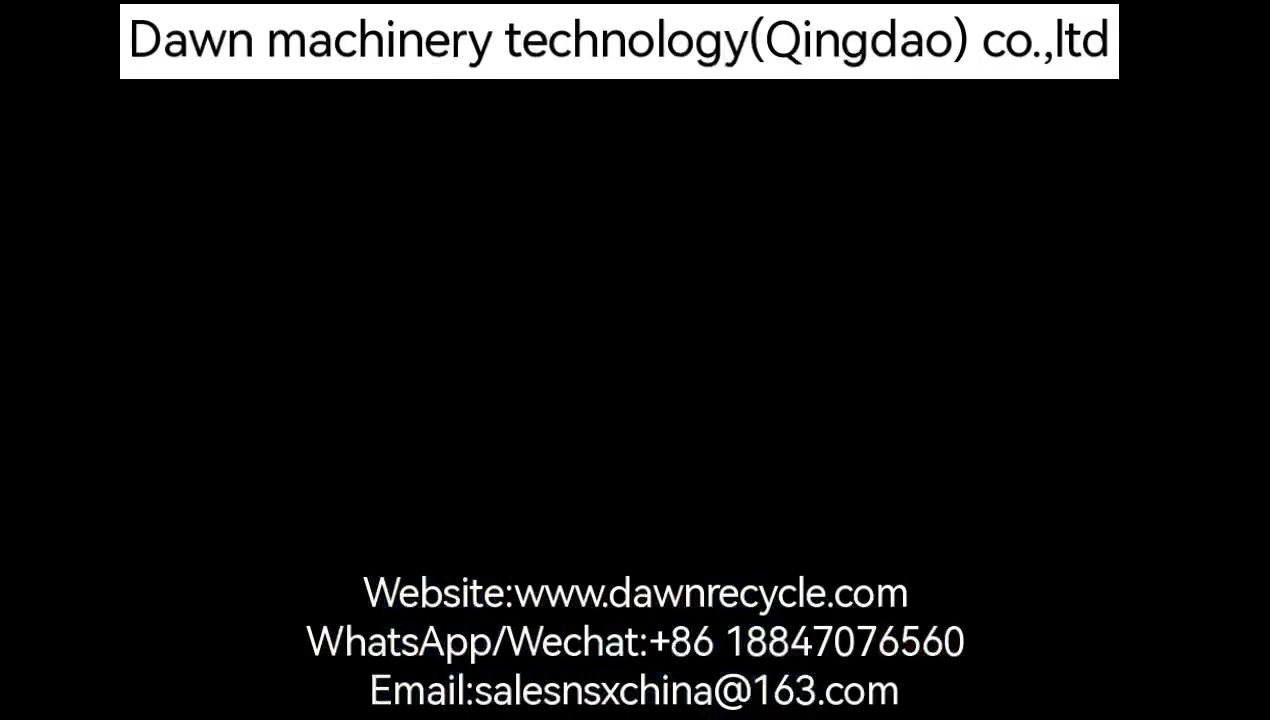 Dawn machinery technology(Qingdao) co.,ltd
Website:www.dawnrecycle.com
WhatsApp/Wechat:+86 18847076560
Email:salesnsxchina@163.com